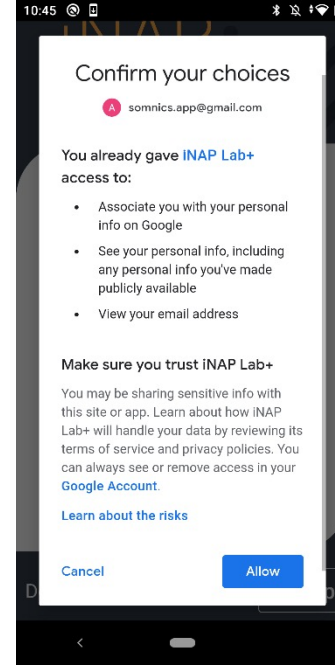 10:45
iNAP
Confirm your choices
A somnics.app@gmail.com
You already gave iNAP Lab+
access to:
• Associate you with your personal
info on Google
• See your personal info, including
any personal info you've made
publicly available
• View your email address
Make sure you trust iNAP Lab+
You may be sharing sensitive info with
this site or app. Learn about how iNAP
Lab+ will handle your data by reviewing its
terms of service and privacy policies. You
can always see or remove access in your
Google Account.
Learn about the risks
Cancel
Allow
D
p